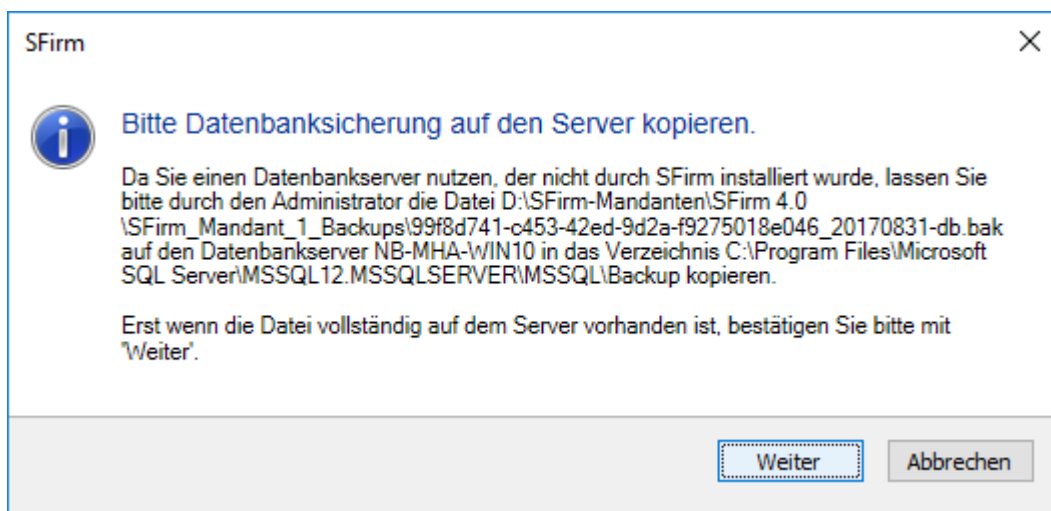 SFirm
Bitte Datenbanksicherung auf den Server kopieren.
Da Sie einen Datenbankserver nutzen, der nicht durch SFirm installiert wurde, lassen Sie
bitte durch den Administrator die Datei D:\SFirm-Mandanten\SFirm 4.0
\SFirm_Mandant_1_Backups\99f8d741-c453-42ed-9d2a-f9275018e046_20170831-db.bak
auf den Datenbankserver NB-MHA-WIN10 in das Verzeichnis C:\Program Files\Microsoft
SQL Server\MSSQL12.MSSQLSERVER\MSSQL\Backup kopieren.
Erst wenn die Datei vollständig auf dem Server vorhanden ist, bestätigen Sie bitte mit
'Weiter'.
Weiter
Abbrechen